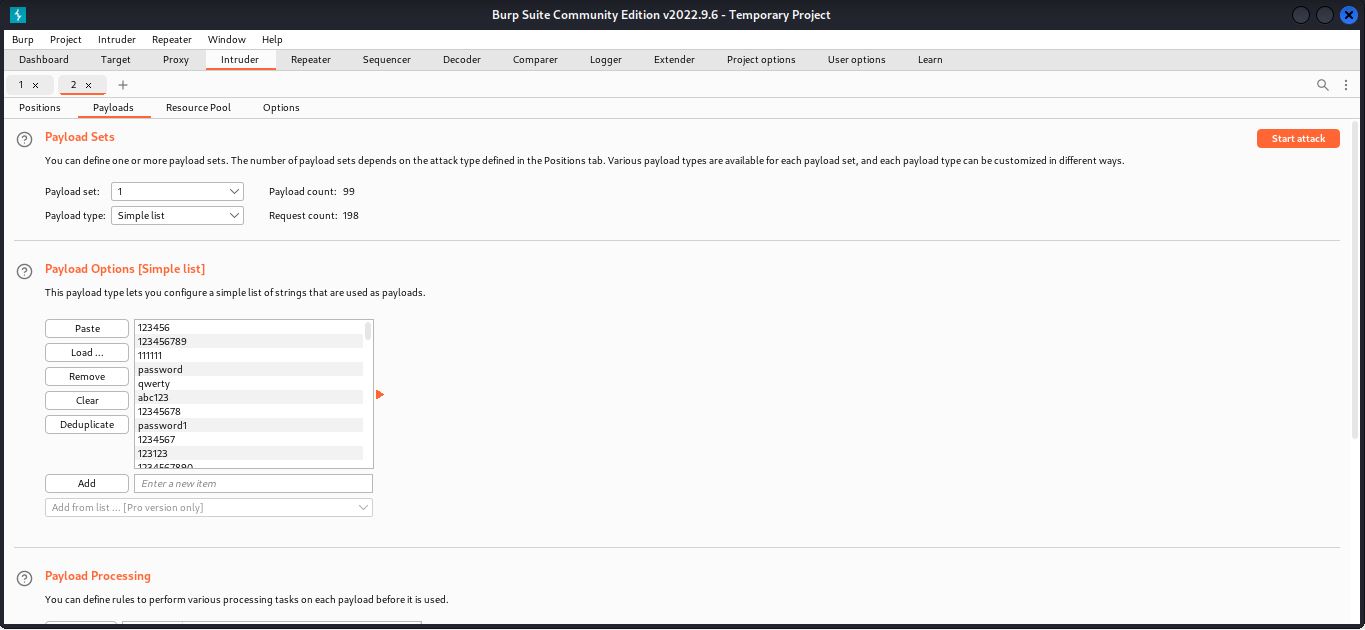 Burp Suite Community Edition v2022.9.6 - Temporary Project
Burp Project Intruder Repeater Window Help
Dashboard Target Proxy Intruder Repeater Sequencer Decoder Comparer Logger Extender Project options User options Learn
1 × 2 × +
Positions Payloads Resource Pool Options
? Payload Sets Start attack
You can define one or more payload sets. The number of payload sets depends on the attack type defined in the Positions tab. Various payload types are available for each payload set, and each payload type can be customized in different ways.
Payload set: 1 Payload count: 99
Payload type: Simple list Request count: 198
? Payload Options [Simple list]
This payload type lets you configure a simple list of strings that are used as payloads.
Paste
Load ...
Remove
Clear
Deduplicate
123456
123456789
111111
password
qwerty
abc123
12345678
password1
1234567
123123
1234567890
Add Enter a new item
Add from list ... [Pro version only]
? Payload Processing
You can define rules to perform various processing tasks on each payload before it is used.